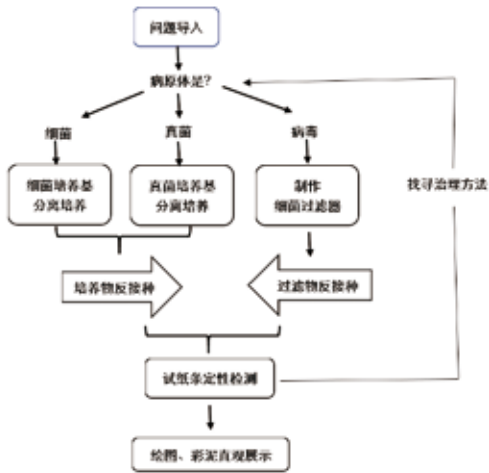 问题导入
病原体是?
细菌
真菌
病毒
细菌培养基
分离培养
真菌培养基
分离培养
制作
细菌过滤器
找寻治理方法
培养物反接种
过滤物反接种
试纸条定性检测
绘图、彩泥直观展示